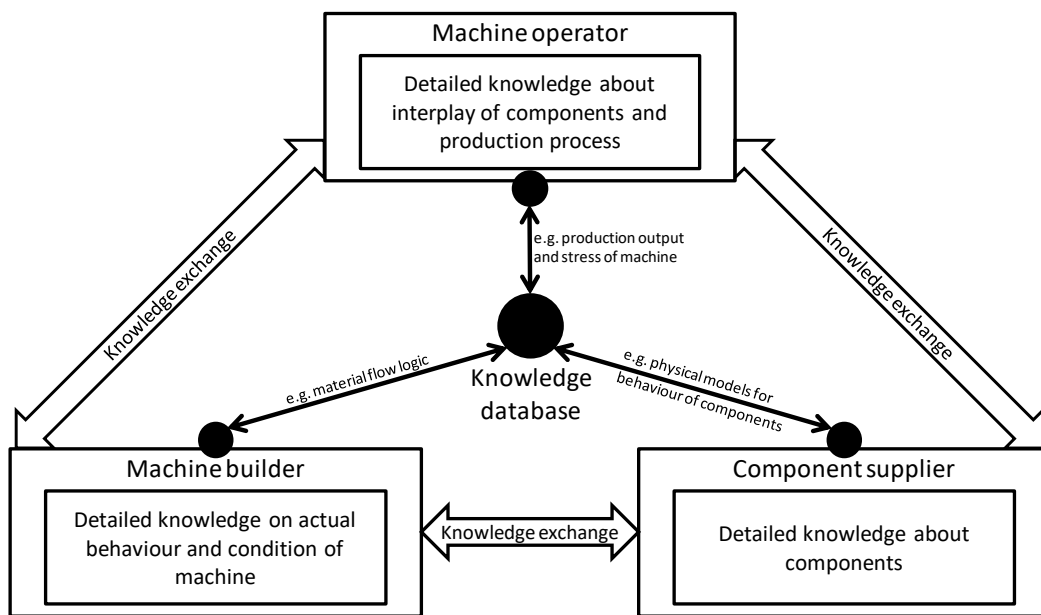 Machine operator
Detailed knowledge about
interplay of components and
production process
Knowledge exchange
Knowledge exchange
e.g. production output
and stress of machine
e.g. material flow logic
Knowledge
database
e.g. physical models for
behaviour of components
Machine builder
Detailed knowledge on actual
behaviour and condition of
machine
Knowledge exchange
Component supplier
Detailed knowledge about
components